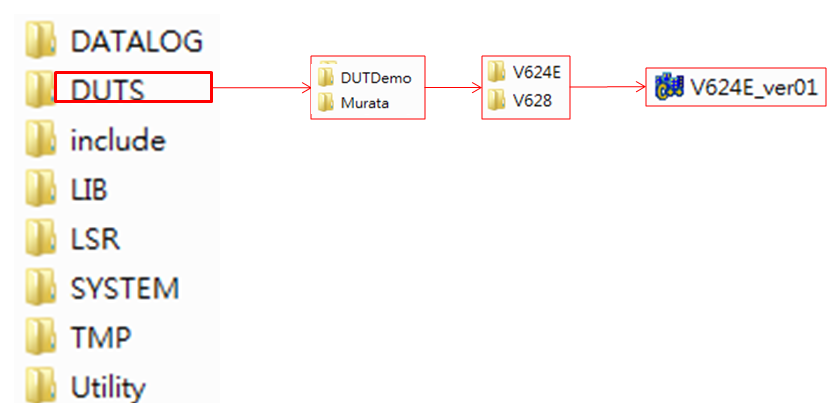 DATALOG
DUTS
include
LIB
LSR
SYSTEM
TMP
Utility
DUTDemo
Murata
V624E
V628
V624E_ver01